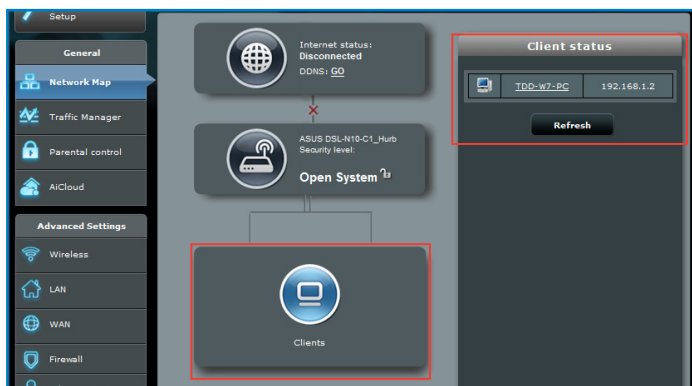 Setup
General
Network Map
Traffic Manager
Parental control
AiCloud
Advanced Settings
Wireless
LAN
WAN
Firewall
Internet status:
Disconnected
DDNS: GO
ASUS DSL-N10-C1_Hurb
Security level:
Open System
Clients
Client status
TDD-W7-PC 192.168.1.2
Refresh